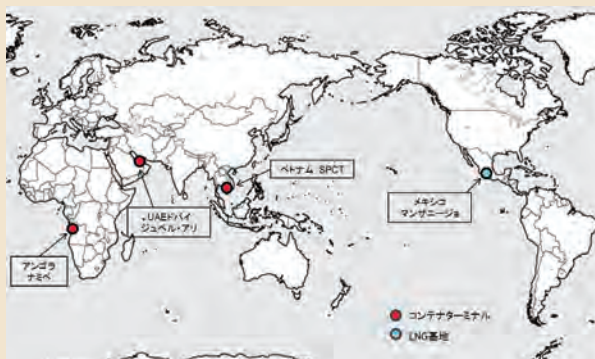 ベトナム SPCT
メキシコ
マンザニージョ
UAEドバイ
ジュベル・アリ
アンゴラ
ナミベ
コンテナターミナル
LNG基地